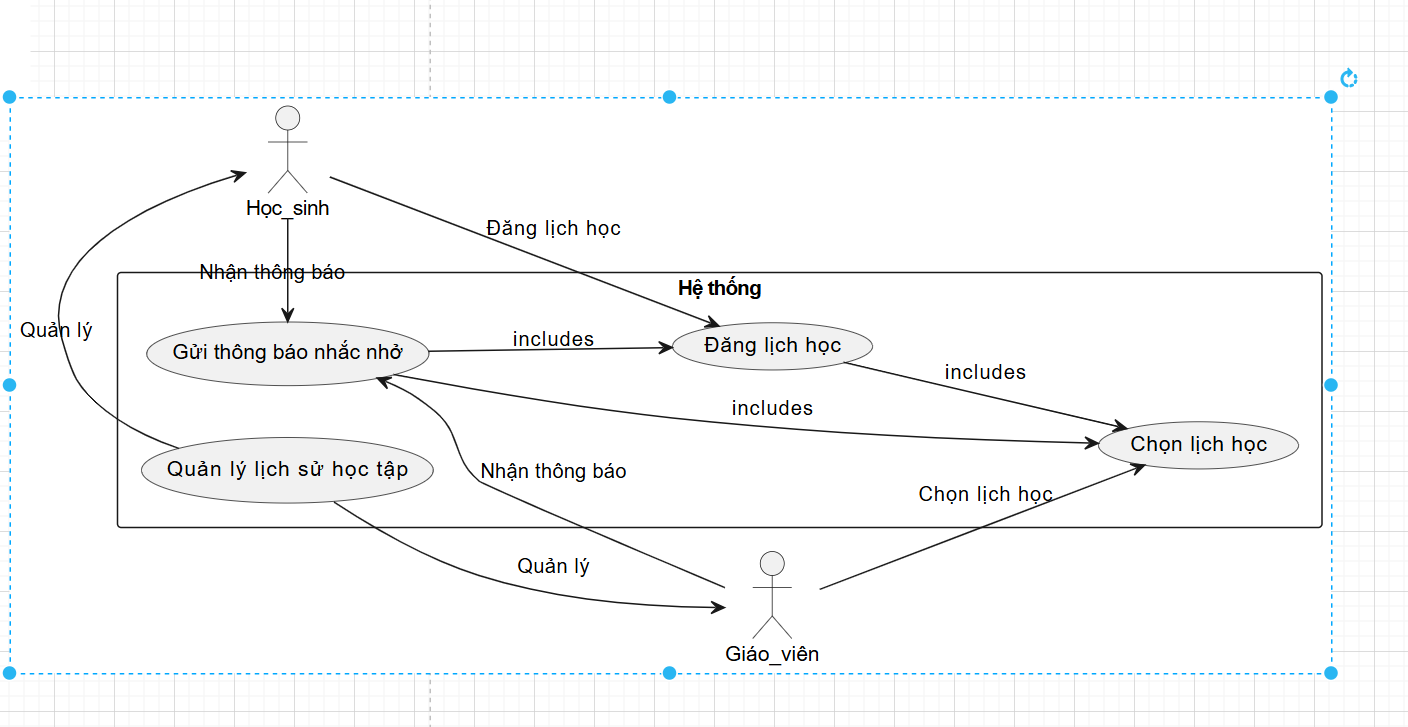 Học_sinh
Đăng lịch học
Nhận thông báo
Hệ thống
Quản lý
includes
Gửi thông báo nhắc nhở
Đăng lịch học
includes
includes
Chọn lịch học
Quản lý lịch sử học tập
Nhận thông báo
Chọn lịch học
Quản lý
Giáo_viên